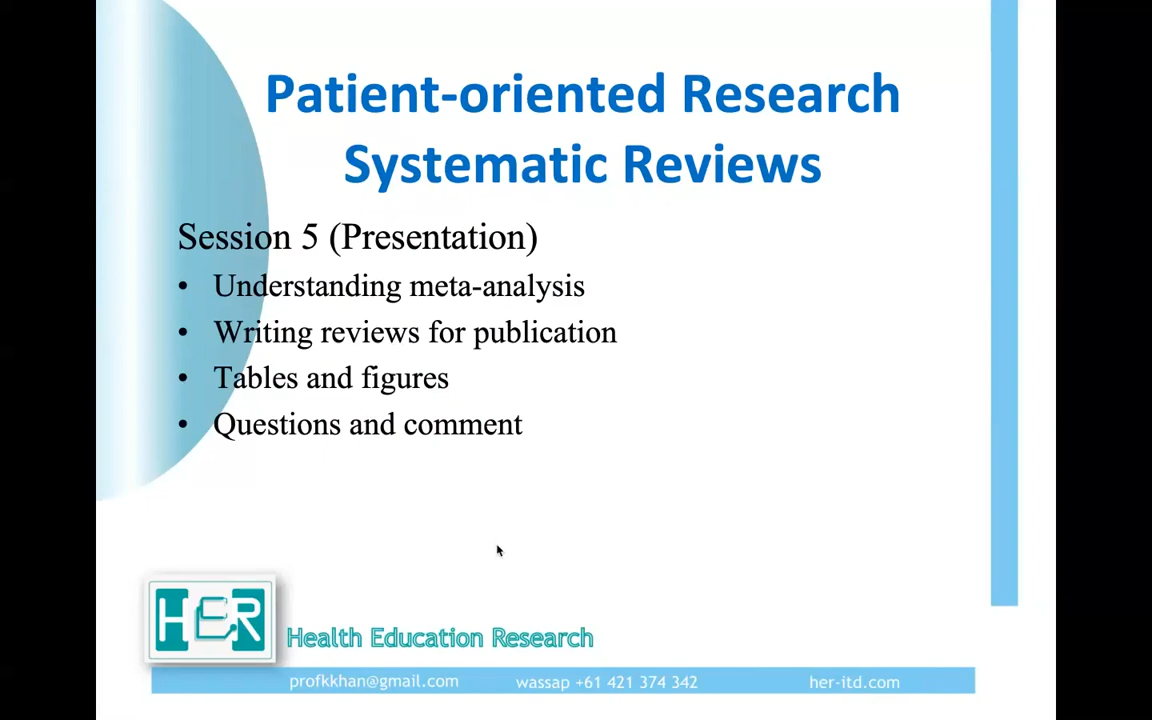 Patient-oriented Research
Systematic Reviews
Session 5 (Presentation)
• Understanding meta-analysis
• Writing reviews for publication
• Tables and figures
• Questions and comment
HER
Health Education Research
profkkhan@gmail.com wassap +61 421 374 342 her-itd.com